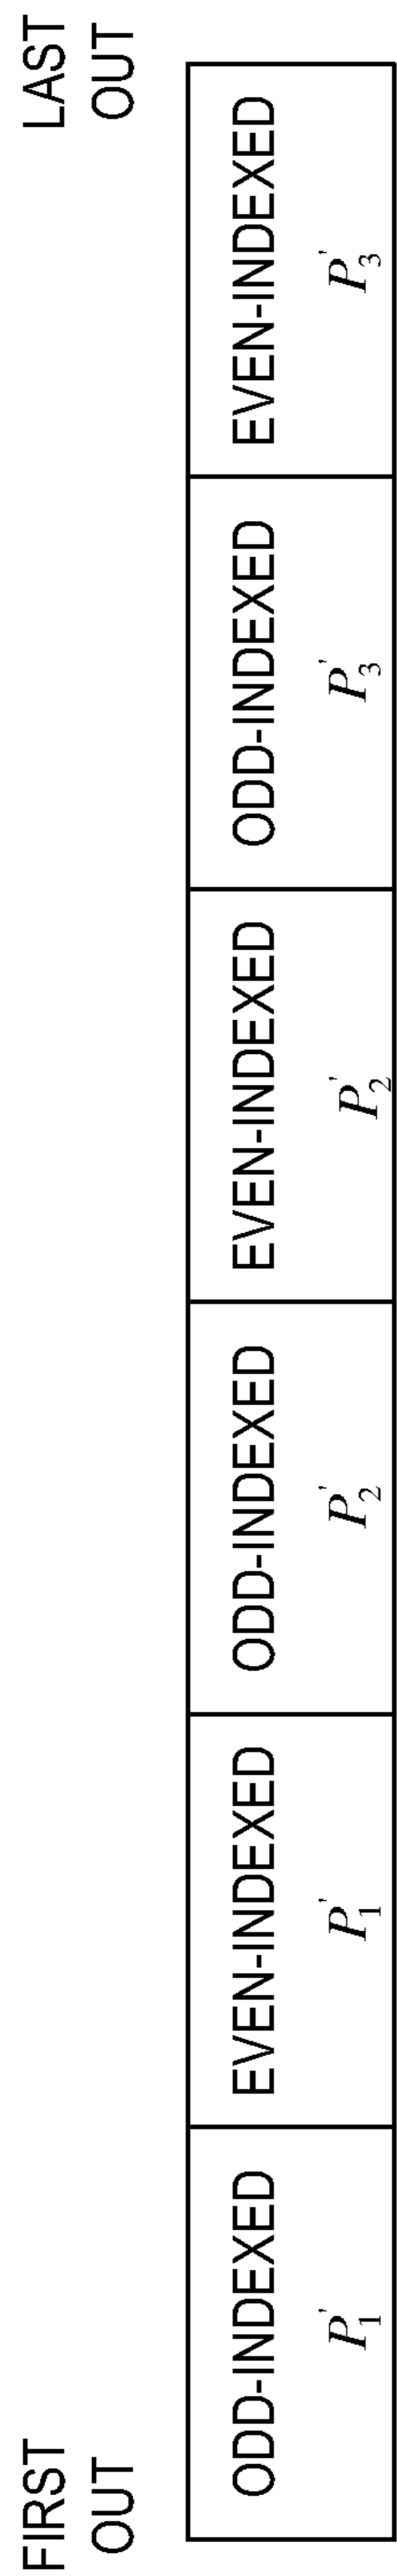 FIRST
OUT
LAST
OUT
ODD-INDEXED
P'₁
EVEN-INDEXED
P'₁
ODD-INDEXED
P'₂
EVEN-INDEXED
P'₂
ODD-INDEXED
P'₃
EVEN-INDEXED
P'₃